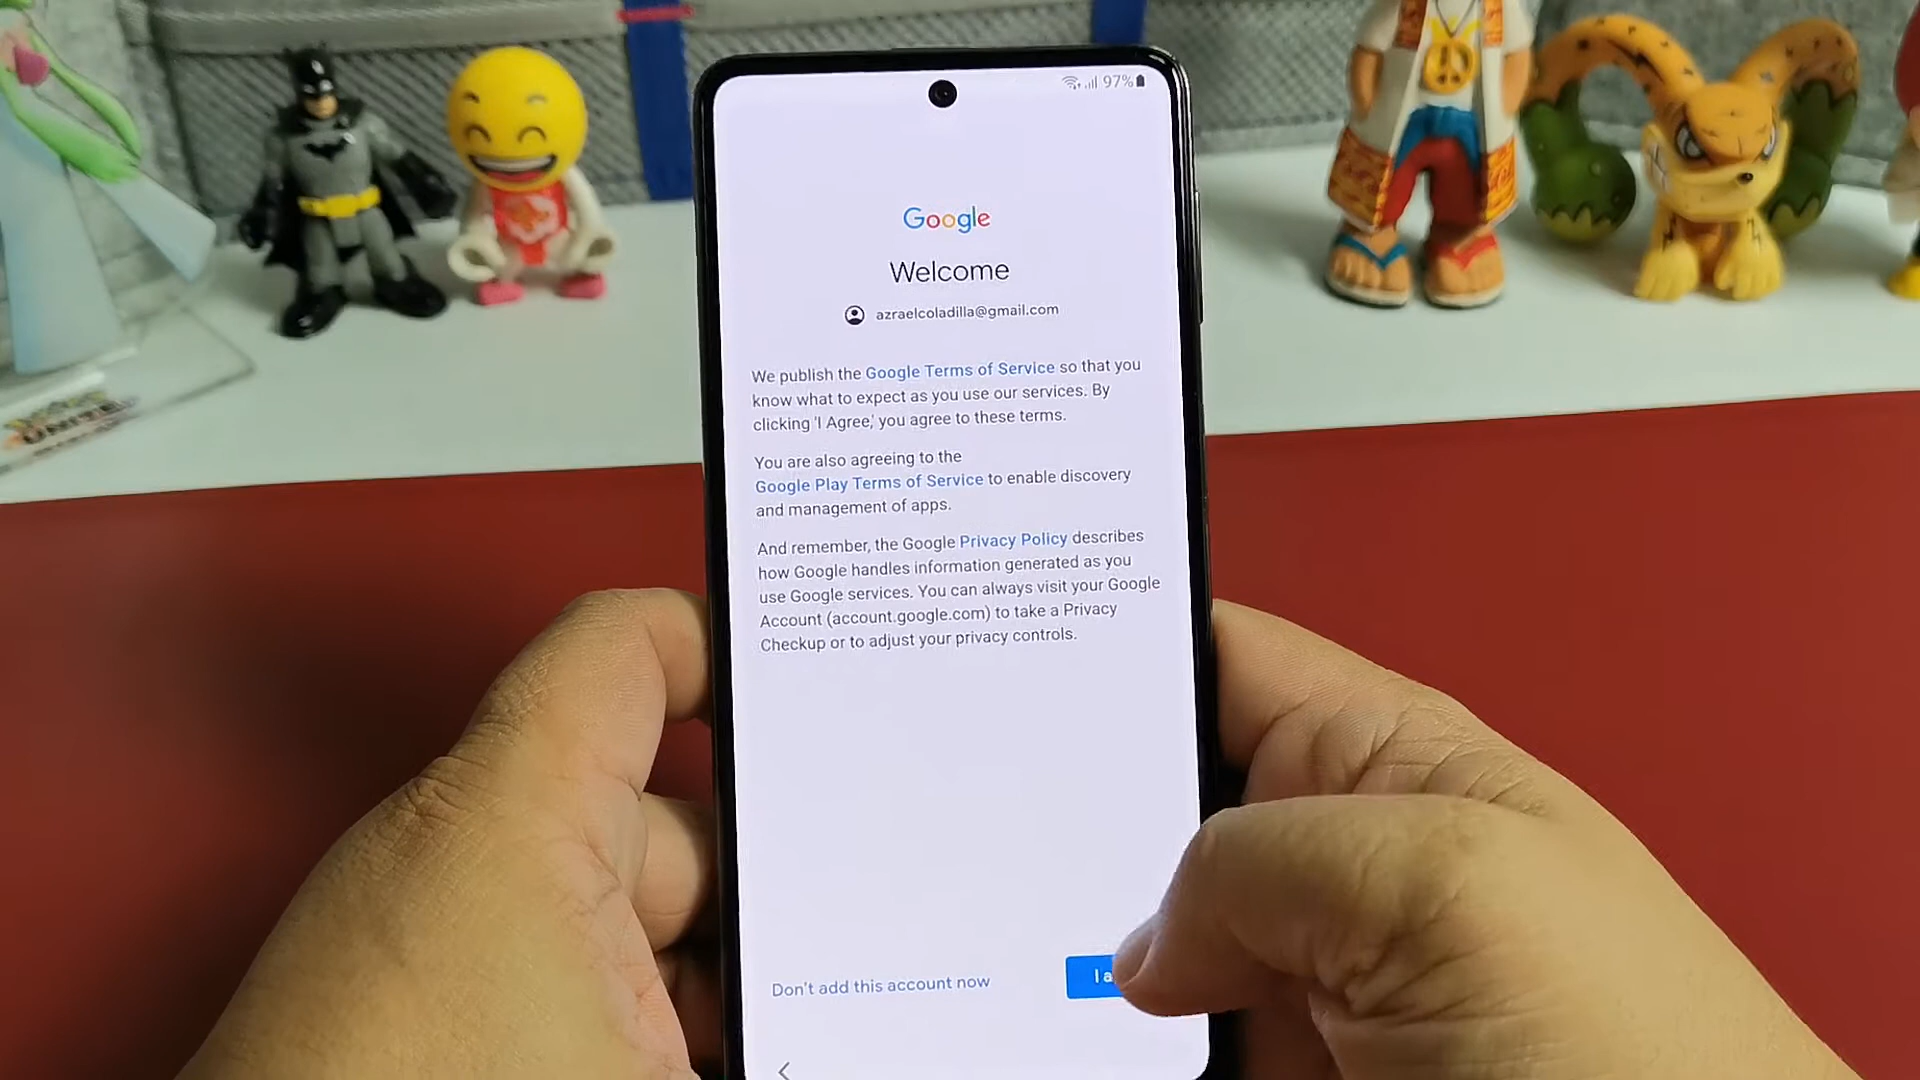 97%
Google
Welcome
azraelcoladilla@gmail.com
We publish the Google Terms of Service so that you
know what to expect as you use our services. By
clicking 'I Agree,' you agree to these terms.
You are also agreeing to the
Google Play Terms of Service to enable discovery
and management of apps.
And remember, the Google Privacy Policy describes
how Google handles information generated as you
use Google services. You can always visit your Google
Account (account.google.com) to take a Privacy
Checkup or to adjust your privacy controls.
Don't add this account now
I a
UNITE